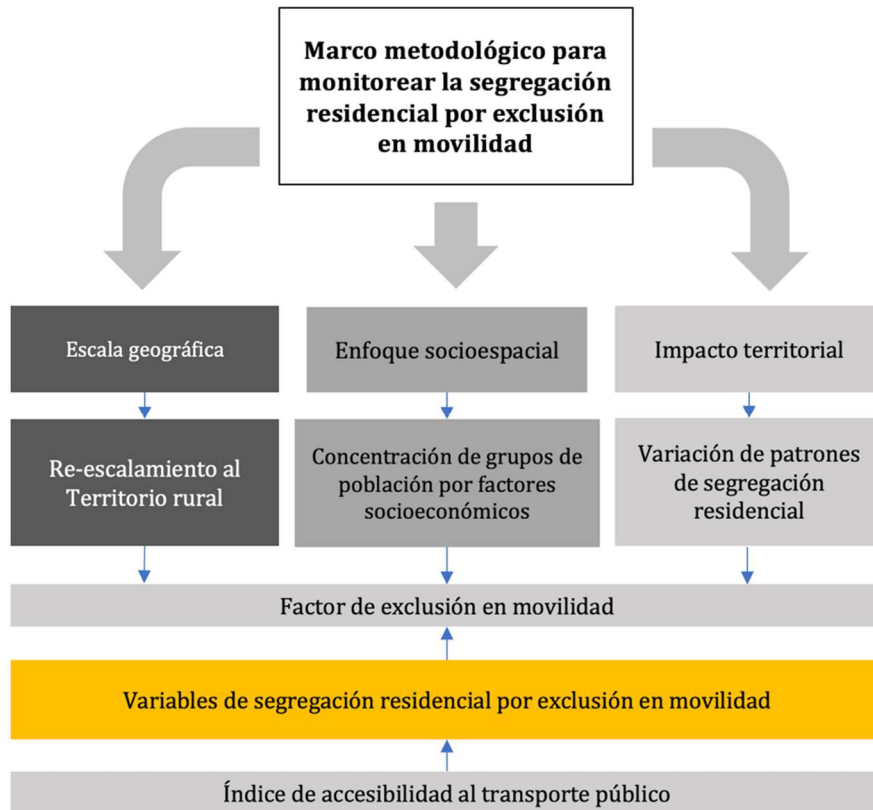 Marco metodológico para
monitorear la segregación
residencial por exclusión
en movilidad
Escala geográfica
Enfoque socioespacial
Impacto territorial
Re-escalamiento al
Territorio rural
Concentración de grupos de
población por factores
socioeconómicos
Variación de patrones
de segregación
residencial
Factor de exclusión en movilidad
Variables de segregación residencial por exclusión en movilidad
Índice de accesibilidad al transporte público